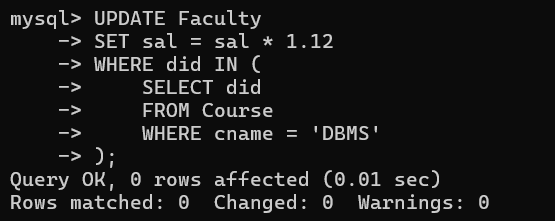 mysql> UPDATE Faculty
    -> SET sal = sal * 1.12
    -> WHERE did IN (
    ->     SELECT did
    ->     FROM Course
    ->     WHERE cname = 'DBMS'
    -> );
Query OK, 0 rows affected (0.01 sec)
Rows matched: 0  Changed: 0  Warnings: 0